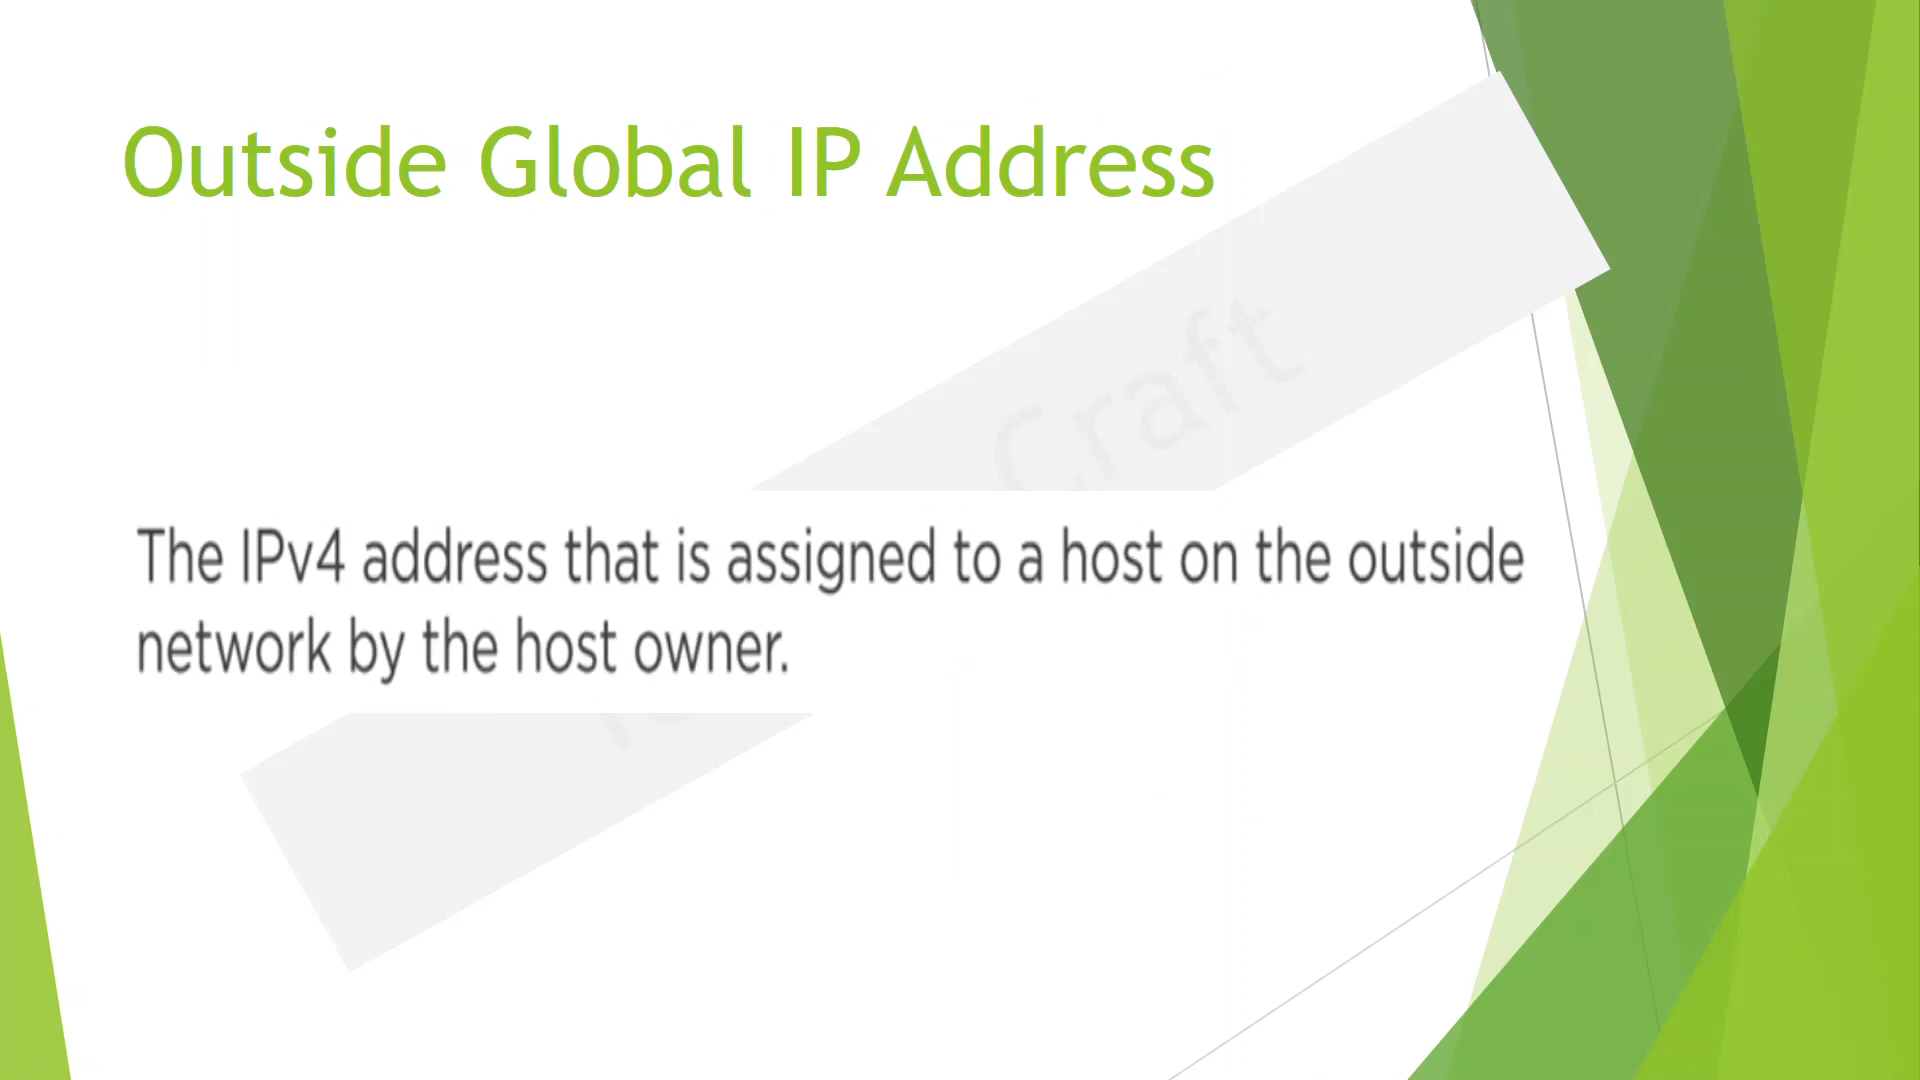 Outside Global IP Address
Craft
The IPv4 address that is assigned to a host on the outside
network by the host owner.